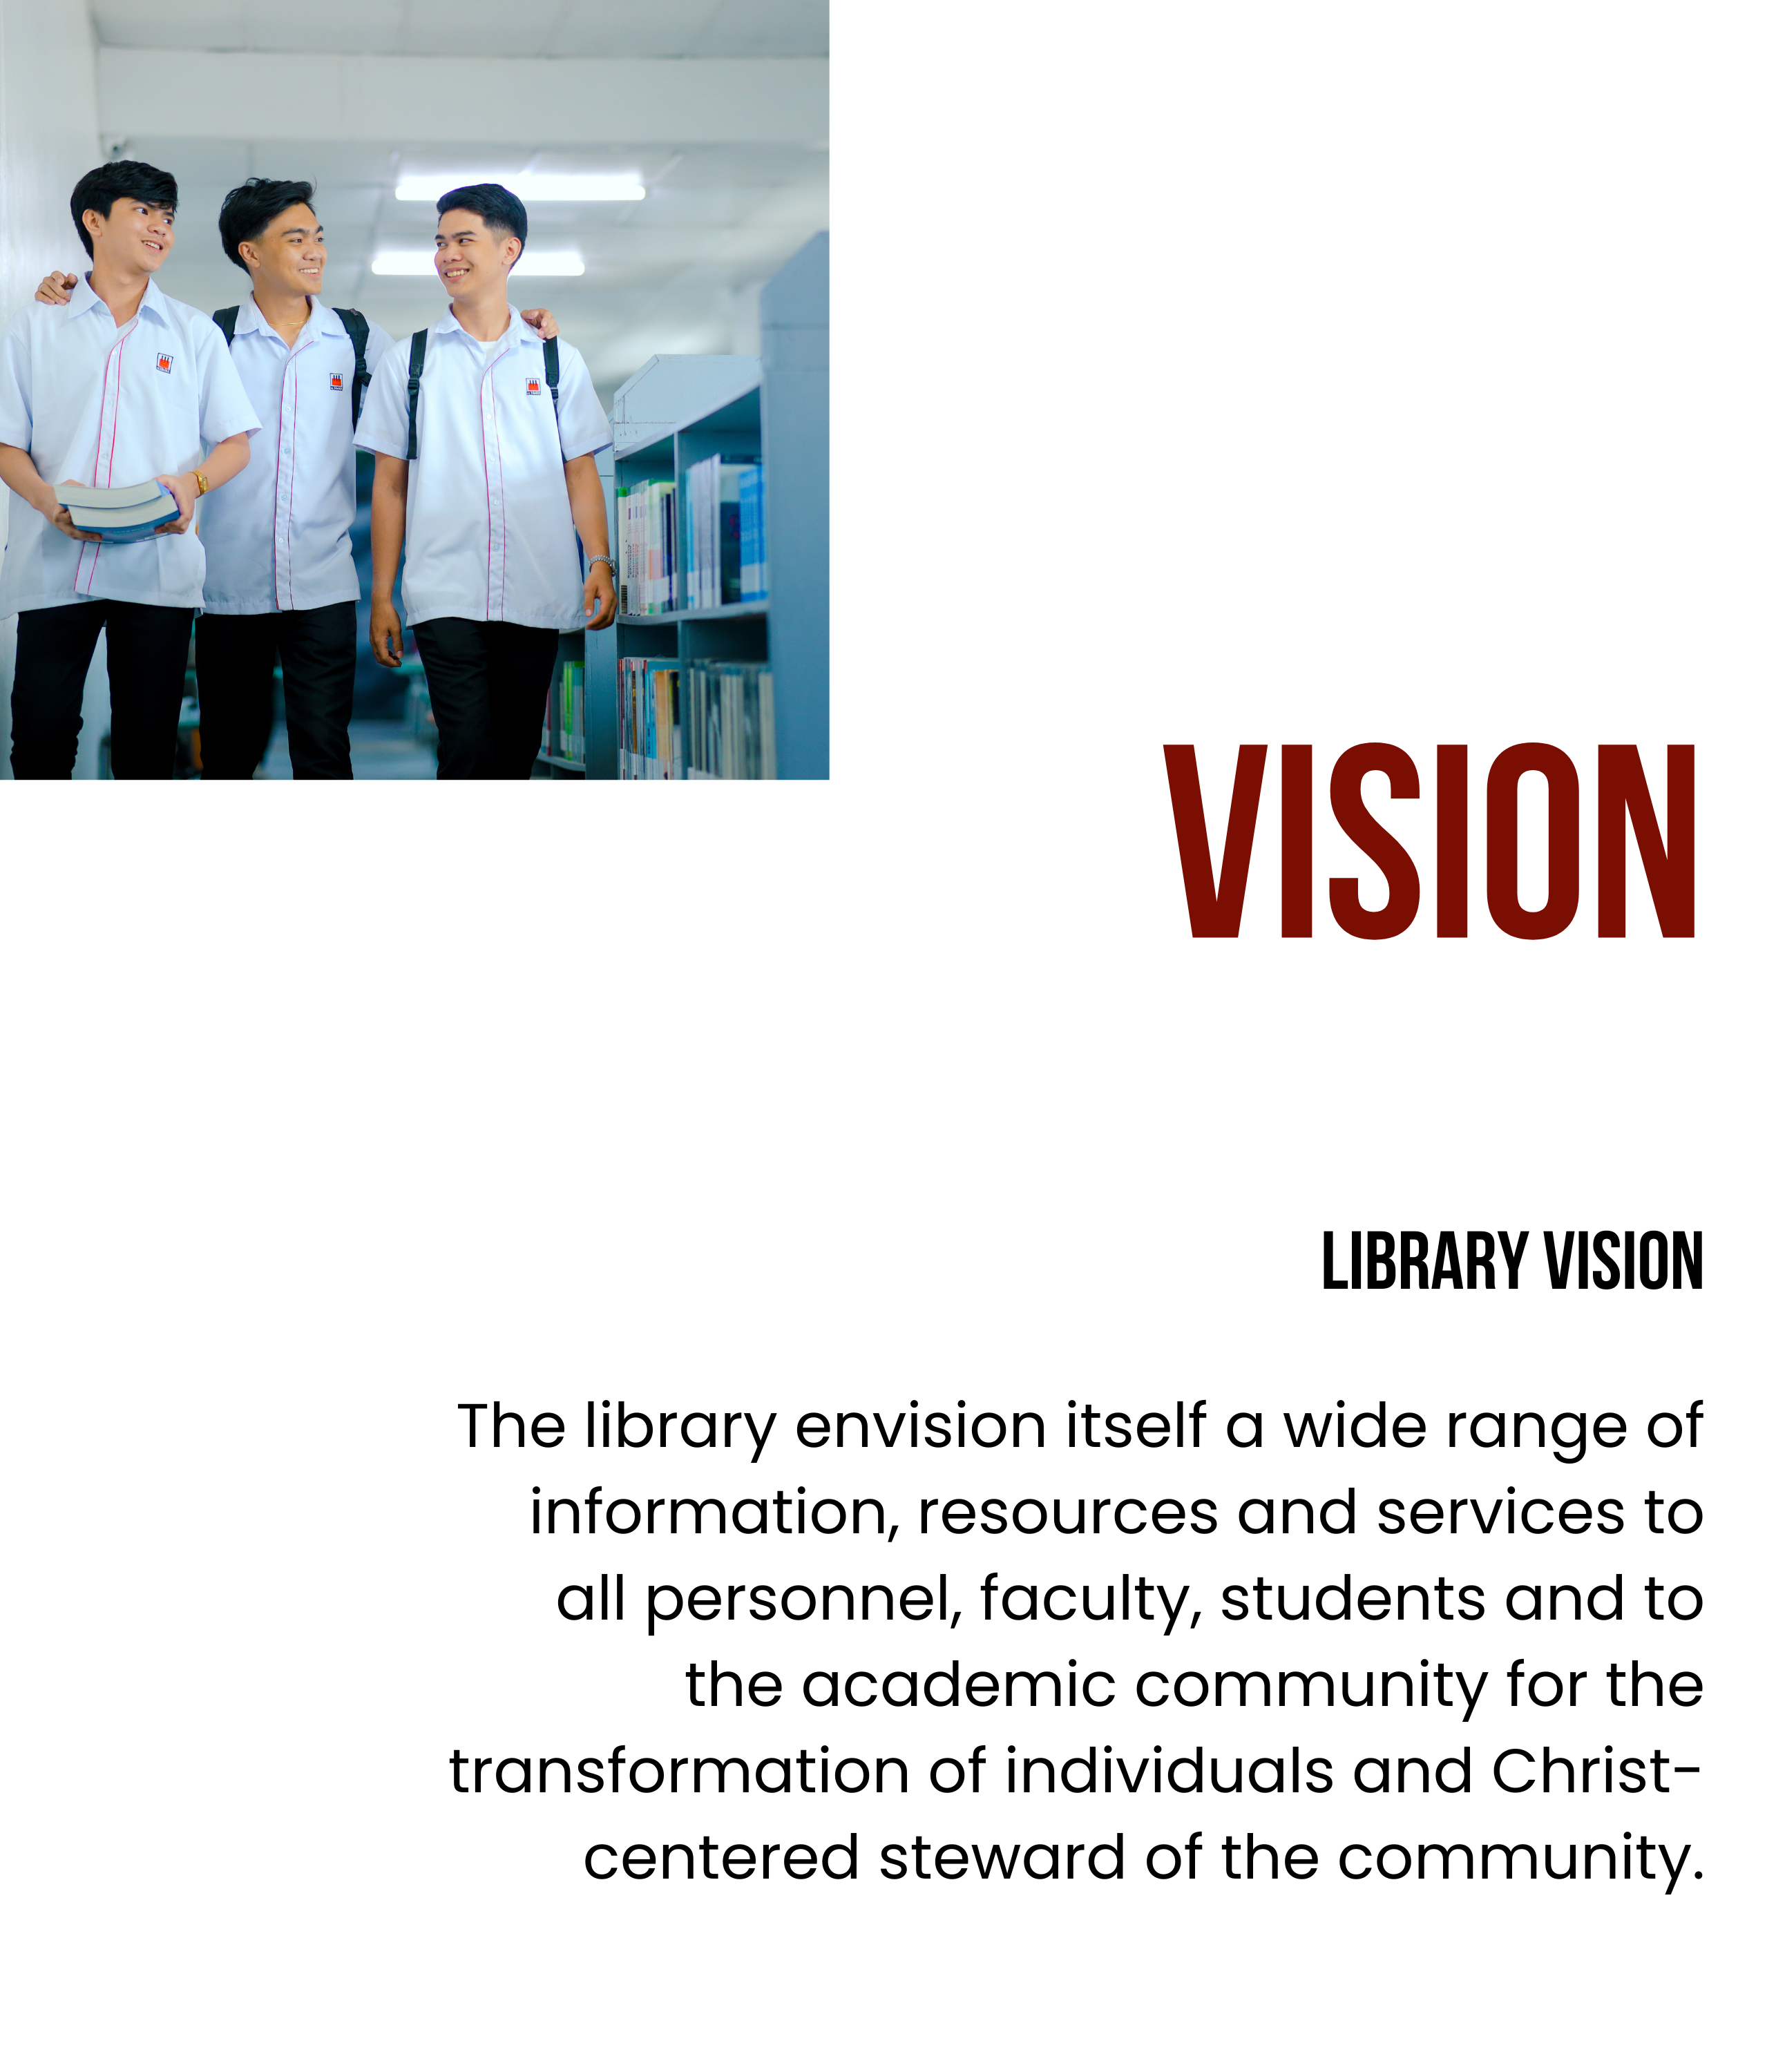 VISION
LIBRARY VISION
The library envision itself a wide range of
information, resources and services to
all personnel, faculty, students and to
the academic community for the
transformation of individuals and Christ-
centered steward of the community.